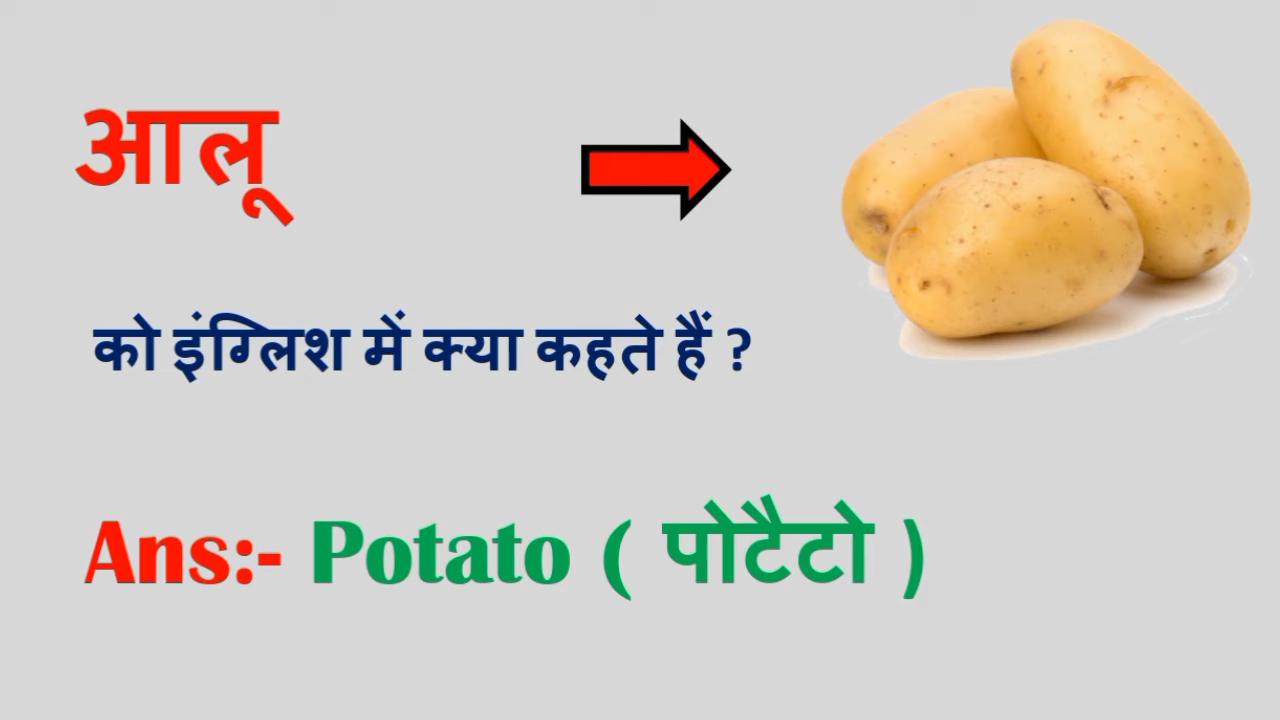 आलू
को इंग्लिश में क्या कहते हैं ?
Ans:- Potato ( पोटैटो )